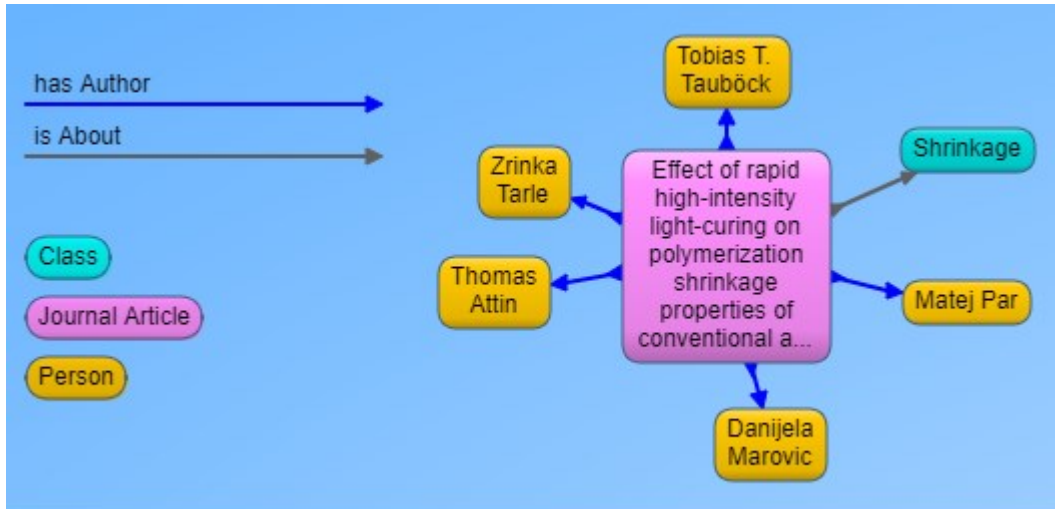 has Author
is About
Class
Journal Article
Person
Tobias T.
Tauböck
Zrinka
Tarle
Thomas
Attin
Effect of rapid
high-intensity
light-curing on
polymerization
shrinkage
properties of
conventional a...
Shrinkage
Matej Par
Danijela
Marovic